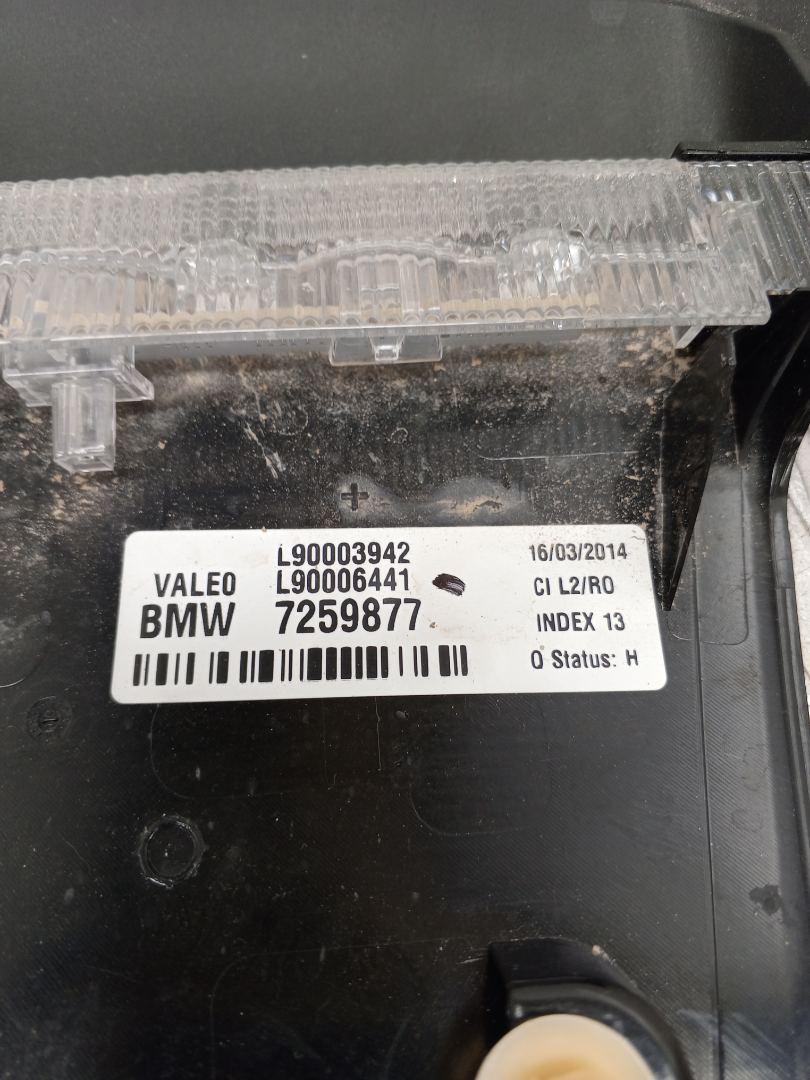 L90003942
VALEO L90006441
BMW 7259877
16/03/2014
CI L2/RO
INDEX 13
Q Status: H